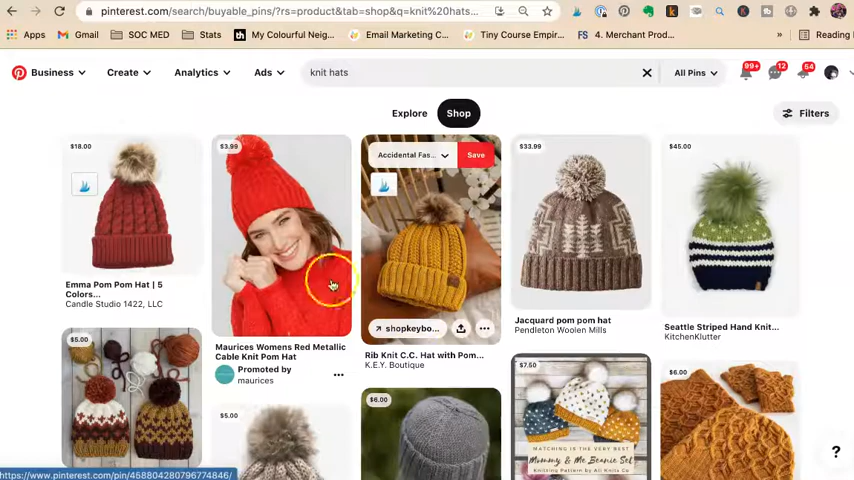 pinterest.com/search/buyable_pins/?rs=product&tab=shop&q=knit%20hats...
Apps
Gmail
SOC MED
Stats
My Colourful Neig...
Email Marketing C...
Tiny Course Empir...
4. Merchant Prod...
»
Reading
Business
Create
Analytics
Ads
knit hats
All Pins
99+
12
54
Explore
Shop
Filters
$18.00
$3.99
Accidental Fas...
Save
$33.99
$45.00
shopkeybo...
Emma Pom Pom Hat | 5
Colors...
Candle Studio 1422, LLC
Maurices Womens Red Metallic
Cable Knit Pom Hat
Promoted by
maurices
Rib Knit C.C. Hat with Pom...
K.E.Y. Boutique
Jacquard pom pom hat
Pendleton Woolen Mills
Seattle Striped Hand Knit...
KitchenKlutter
$5.00
$5.00
$6.00
$7.50
$6.00
MATCHING IS THE VERY BEST
Mommy & Me Beanie Set
Knitting Pattern by All Knits Co
https://www.pinterest.com/pin/458804280796774846/
?